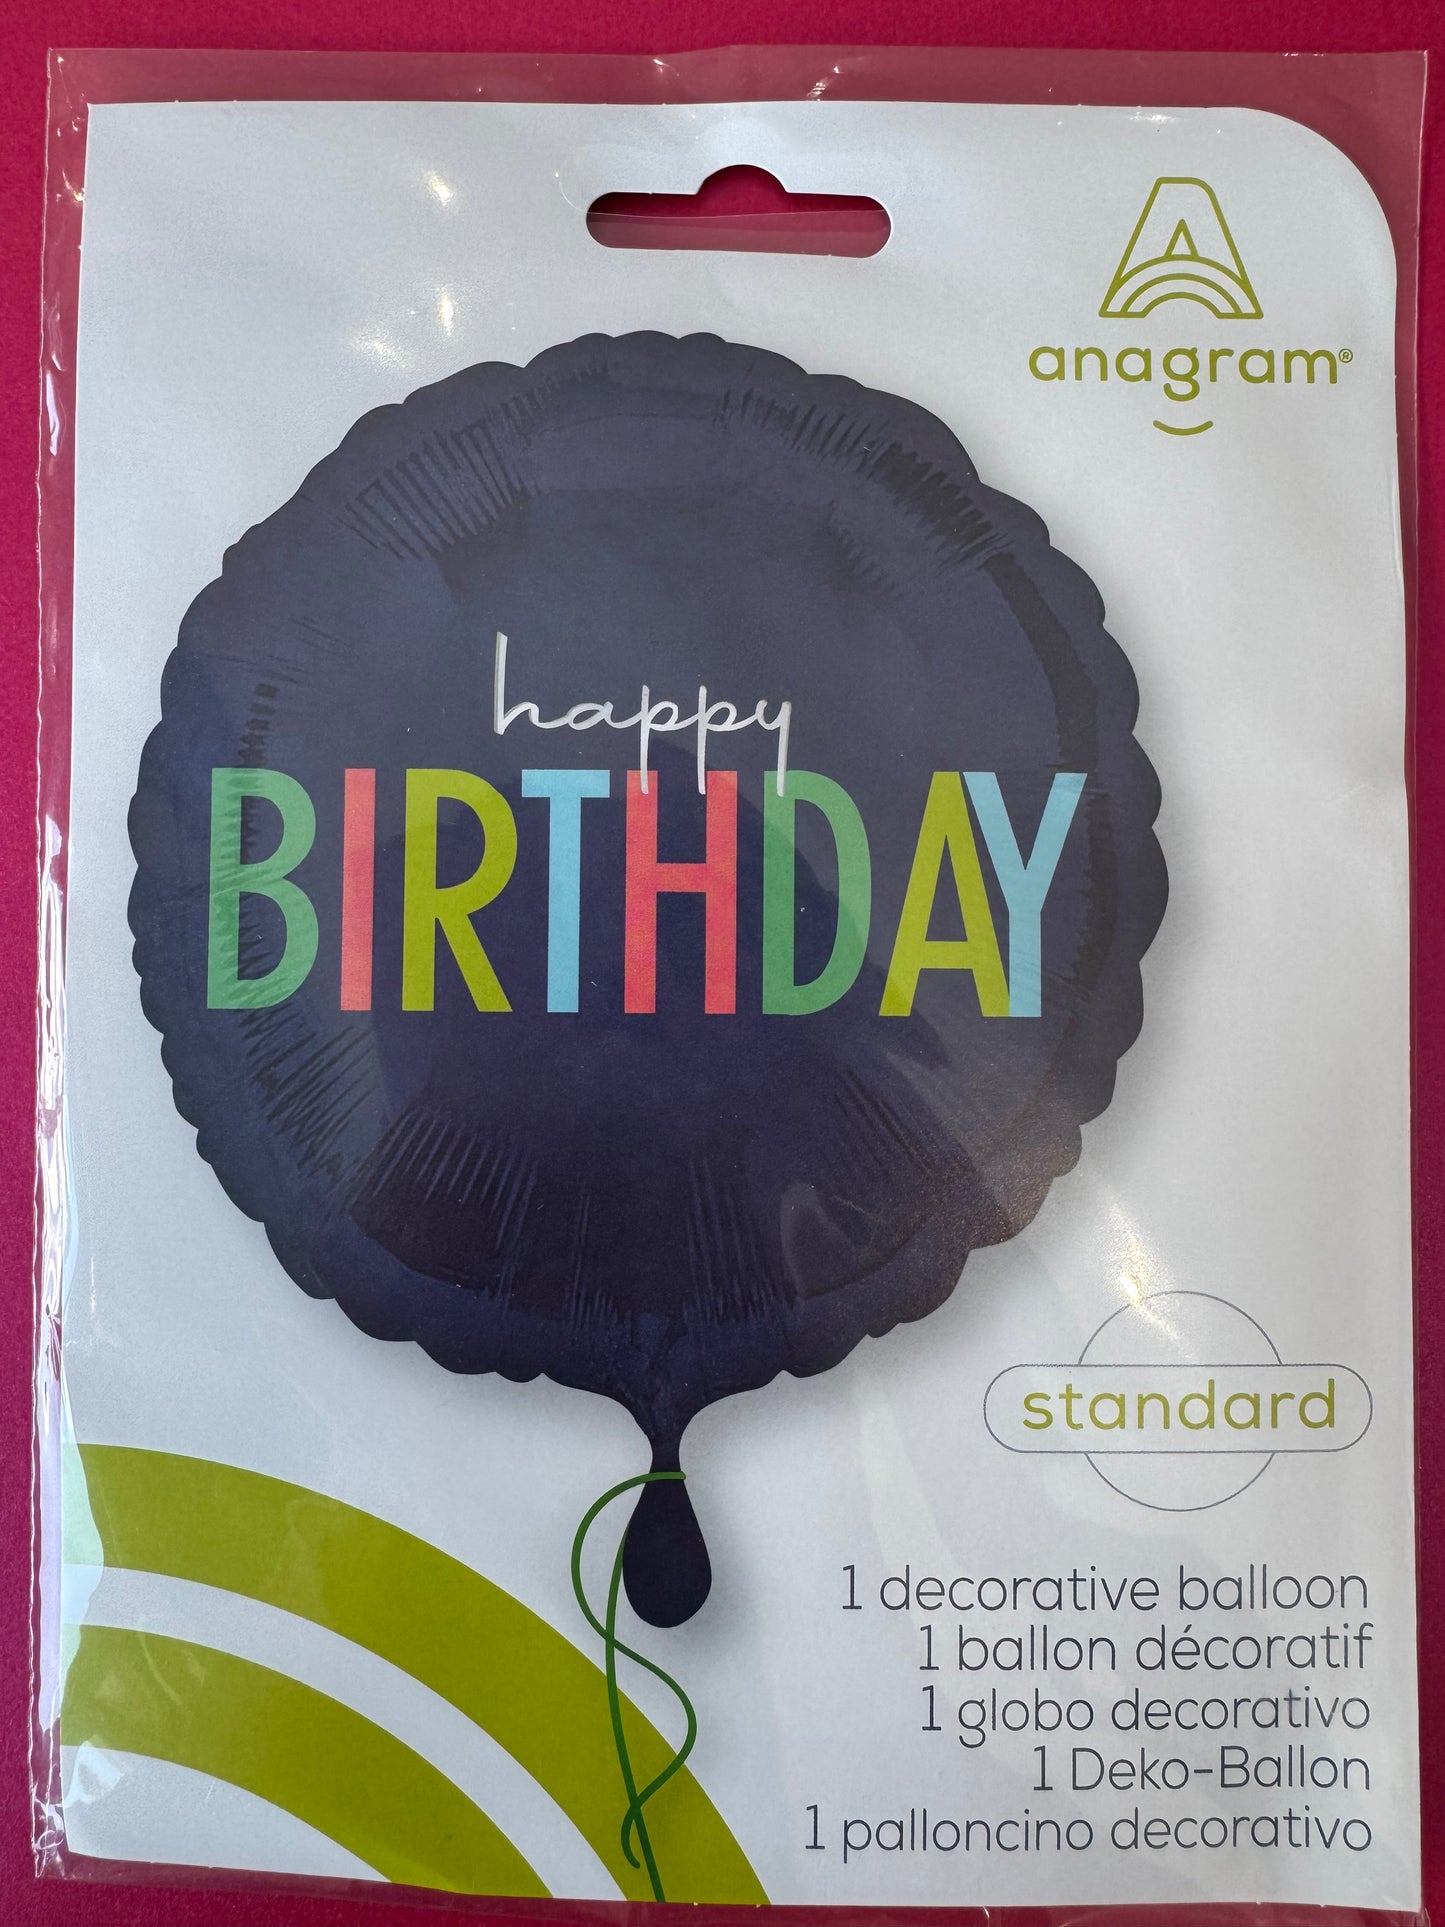 anagram®
happy
BIRTHDAY
standard
1 decorative balloon
1 ballon décoratif
1 globo decorativo
1 Deko-Ballon
1 palloncino decorativo